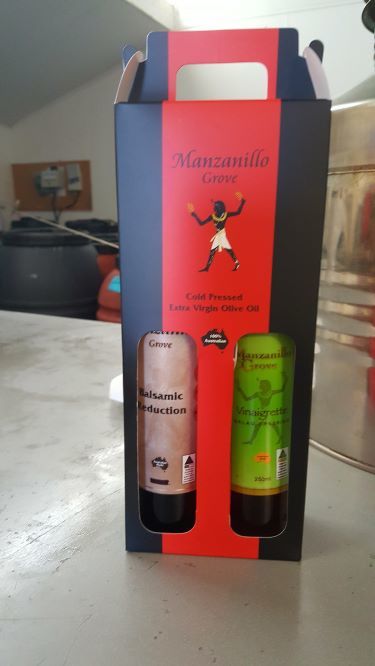 Manzanillo
Grove
Cold Pressed
Extra Virgin Olive Oil
100%
Australian
Grove
Balsamic
Reduction
Manzanillo
Grove
Vinaigrette
250ml